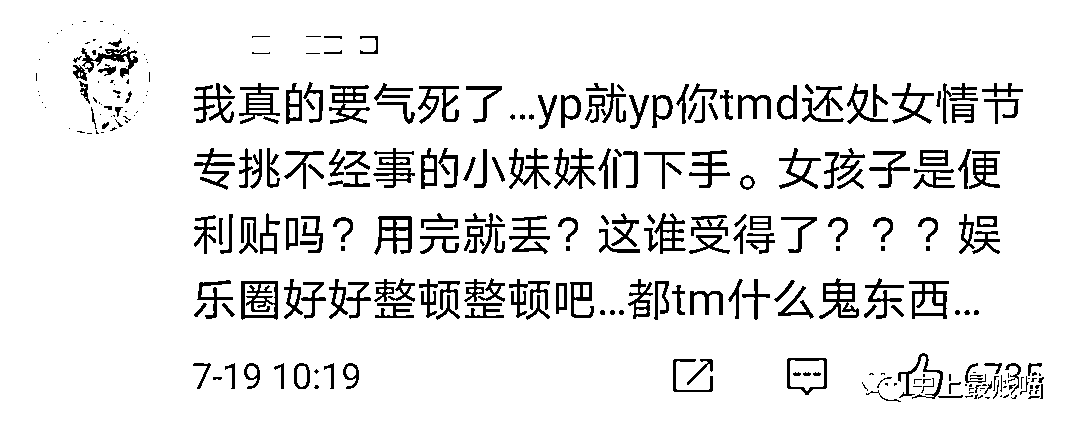 我真的要气死了...yp就yp你tmd还处女情节
专挑不经事的小妹妹们下手。女孩子是便
利贴吗？用完就丢？这谁受得了？？？娱
乐圈好好整顿整顿吧...都tm什么鬼东西...
7-19 10:19
6735
史上最贱喵